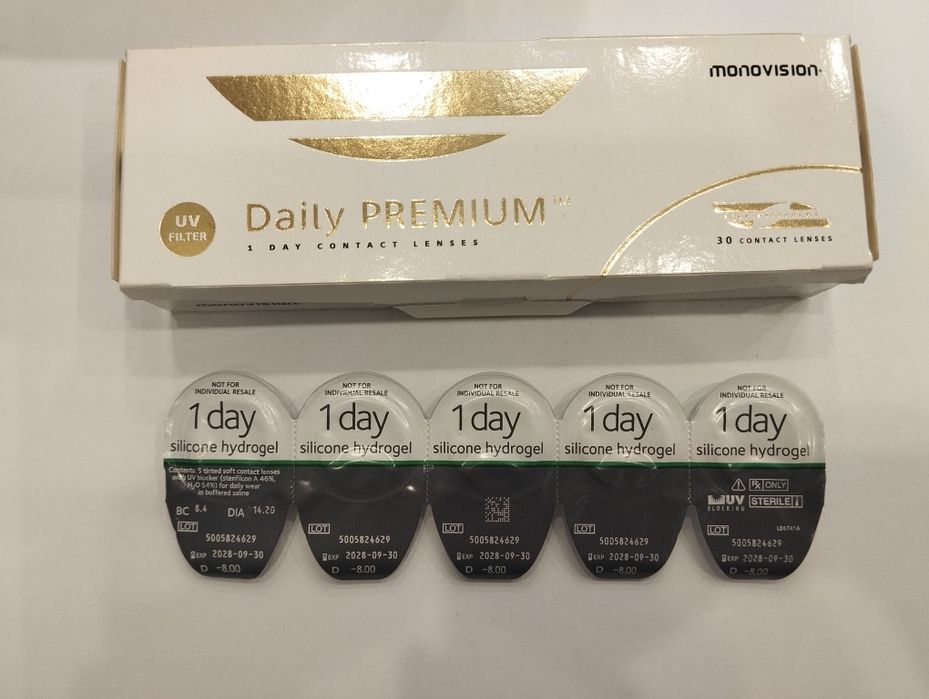 monovision
UV
FILTER
Daily PREMIUM™
1 DAY CONTACT LENSES
30 CONTACT LENSES
monovision
NOT FOR
INDIVIDUAL RESALE
1 day
silicone hydrogel
Contents: 5 tinted soft contact lenses
with UV blocker (stenfilcon A 46%,
H₂O 54%) for daily wear
in buffered saline
BC 8.4 DIA 14.20
LOT
5005824629
EXP 2028-09-30
D -8.00
NOT FOR
INDIVIDUAL RESALE
1 day
silicone hydrogel
LOT
5005824629
EXP 2028-09-30
D -8.00
NOT FOR
INDIVIDUAL RESALE
1 day
silicone hydrogel
LOT
5005824629
EXP 2028-09-30
D -8.00
NOT FOR
INDIVIDUAL RESALE
1 day
silicone hydrogel
LOT
5005824629
EXP 2028-09-30
D -8.00
NOT FOR
INDIVIDUAL RESALE
1 day
silicone hydrogel
Rx ONLY
UV
BLOCKING
STERILE
LOT
LB5741A
5005824629
EXP 2028-09-30
D -8.00